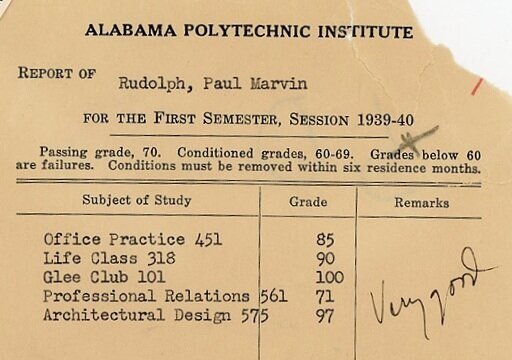 ALABAMA POLYTECHNIC INSTITUTE
REPORT OF Rudolph, Paul Marvin
FOR THE FIRST SEMESTER, SESSION 1939-40
Passing grade, 70. Conditioned grades, 60-69. Grades below 60
are failures. Conditions must be removed within six residence months.
Subject of Study Grade Remarks
Office Practice 451 85
Life Class 318 90
Glee Club 101 100
Professional Relations 561 71
Architectural Design 575 97
Very good